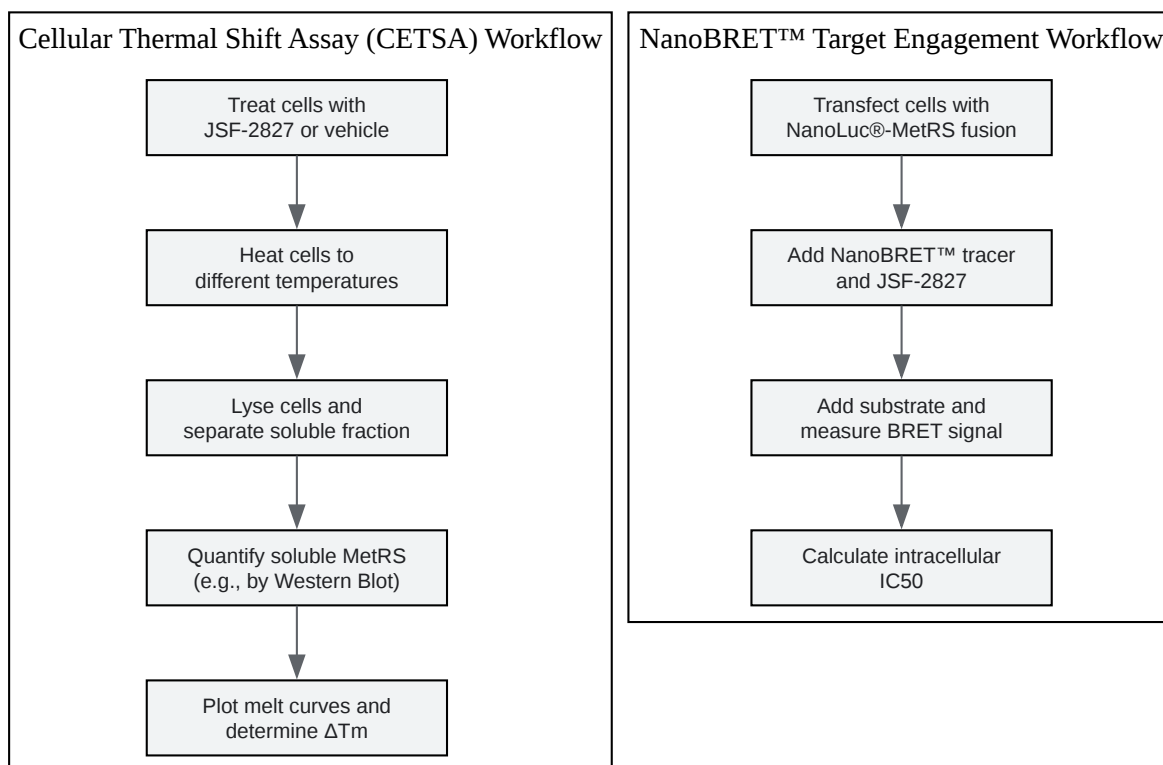 Cellular Thermal Shift Assay (CETSA) Workflow
Treat cells with
JSF-2827 or vehicle
Heat cells to
different temperatures
Lyse cells and
separate soluble fraction
Quantify soluble MetRS
(e.g., by Western Blot)
Plot melt curves and
determine ΔTm
NanoBRET™ Target Engagement Workflow
Transfect cells with
NanoLuc®-MetRS fusion
Add NanoBRET™ tracer
and JSF-2827
Add substrate and
measure BRET signal
Calculate intracellular
IC50